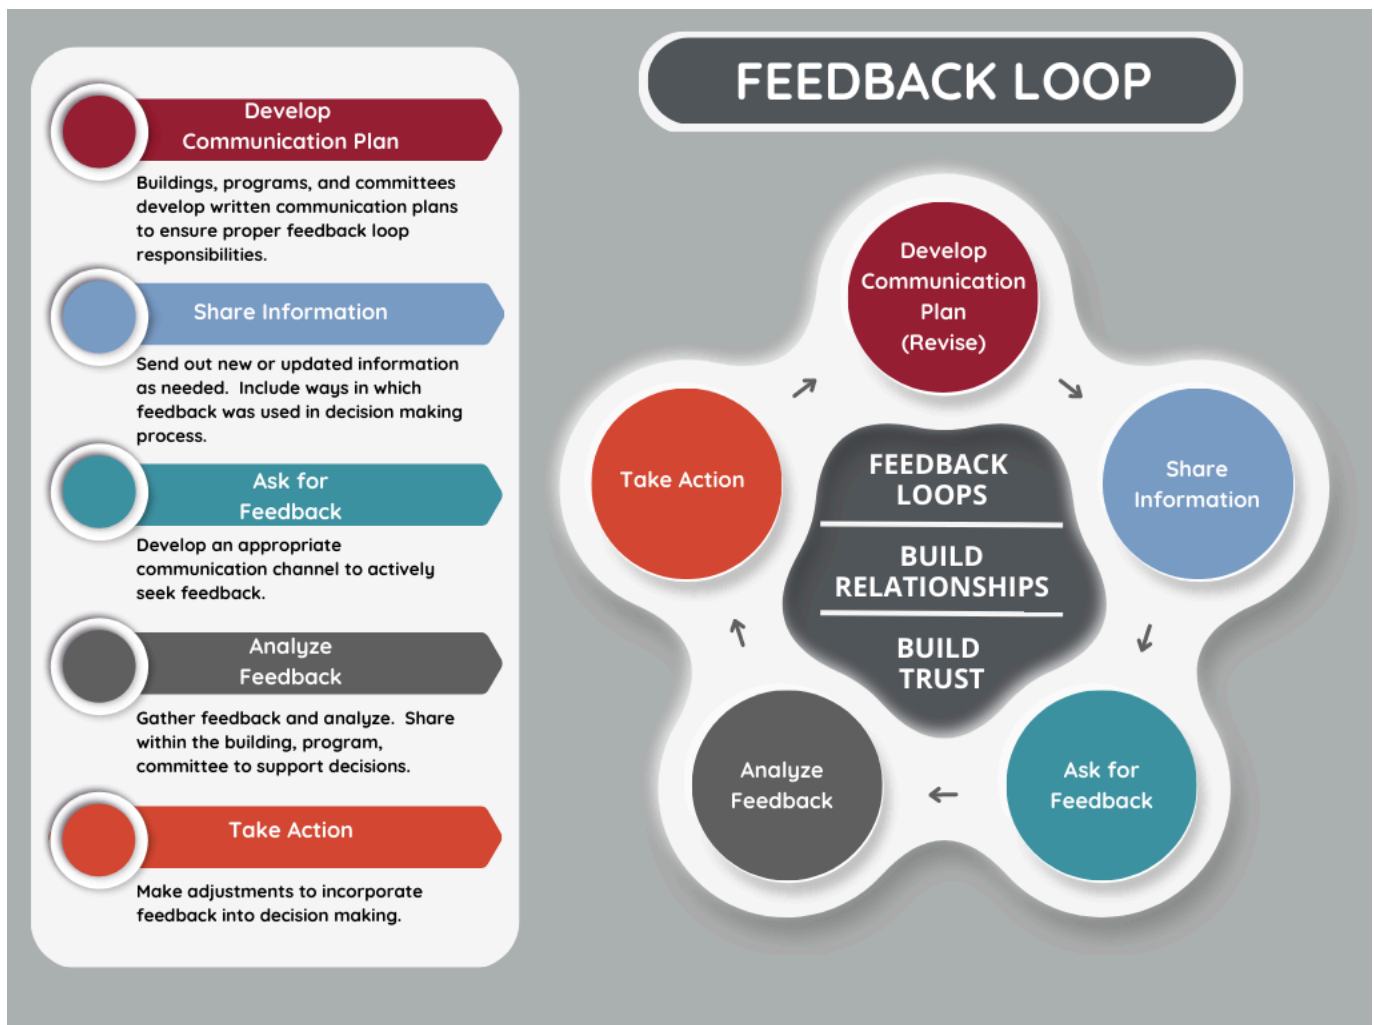 FEEDBACK LOOP
Develop
Communication Plan
Buildings, programs, and committees
develop written communication plans
to ensure proper feedback loop
responsibilities.
Share Information
Send out new or updated information
as needed.  Include ways in which
feedback was used in decision making
process.
Ask for
Feedback
Develop an appropriate
communication channel to actively
seek feedback.
Analyze
Feedback
Gather feedback and analyze.  Share
within the building, program,
committee to support decisions.
Take Action
Make adjustments to incorporate
feedback into decision making.
Develop
Communication
Plan
(Revise)
Share
Information
Ask for
Feedback
Analyze
Feedback
Take Action
FEEDBACK
LOOPS
BUILD
RELATIONSHIPS
BUILD
TRUST